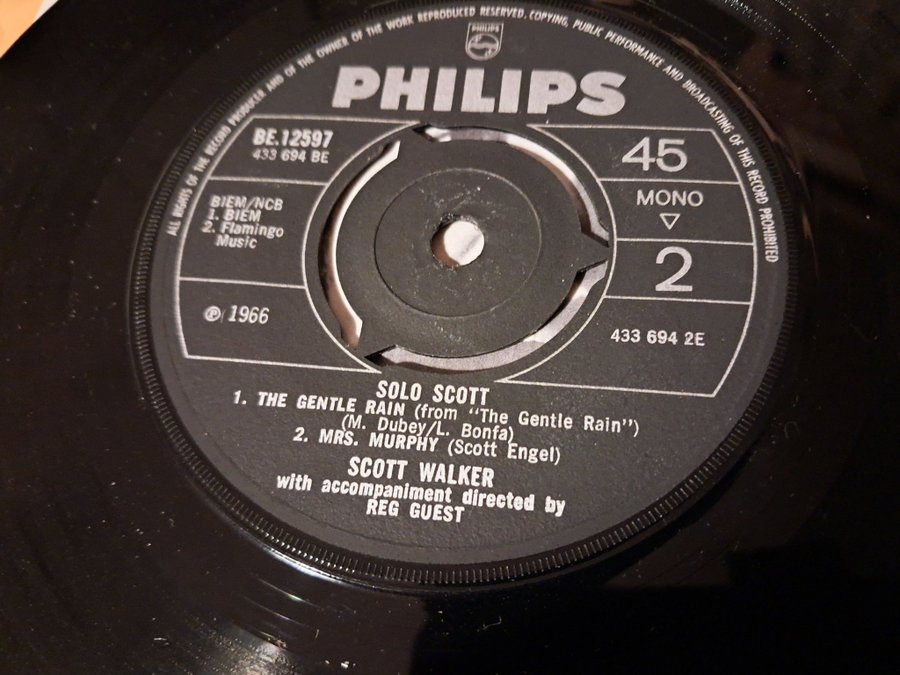 ALL RIGHTS OF THE RECORD PRODUCER AND OF THE OWNER OF THE WORK REPRODUCED RESERVED. COPYING, PUBLIC PERFORMANCE AND BROADCASTING OF THIS RECORD PROHIBITED
PHILIPS
PHILIPS
BE.12597
433 694 BE
45
BIEM/NCB
1. BIEM
2. Flamingo
Music
MONO
2
℗ 1966
433 694 2E
SOLO SCOTT
1. THE GENTLE RAIN (from "The Gentle Rain")
(M. Dubey/L. Bonfa)
2. MRS. MURPHY (Scott Engel)
SCOTT WALKER
with accompaniment directed by
REG GUEST